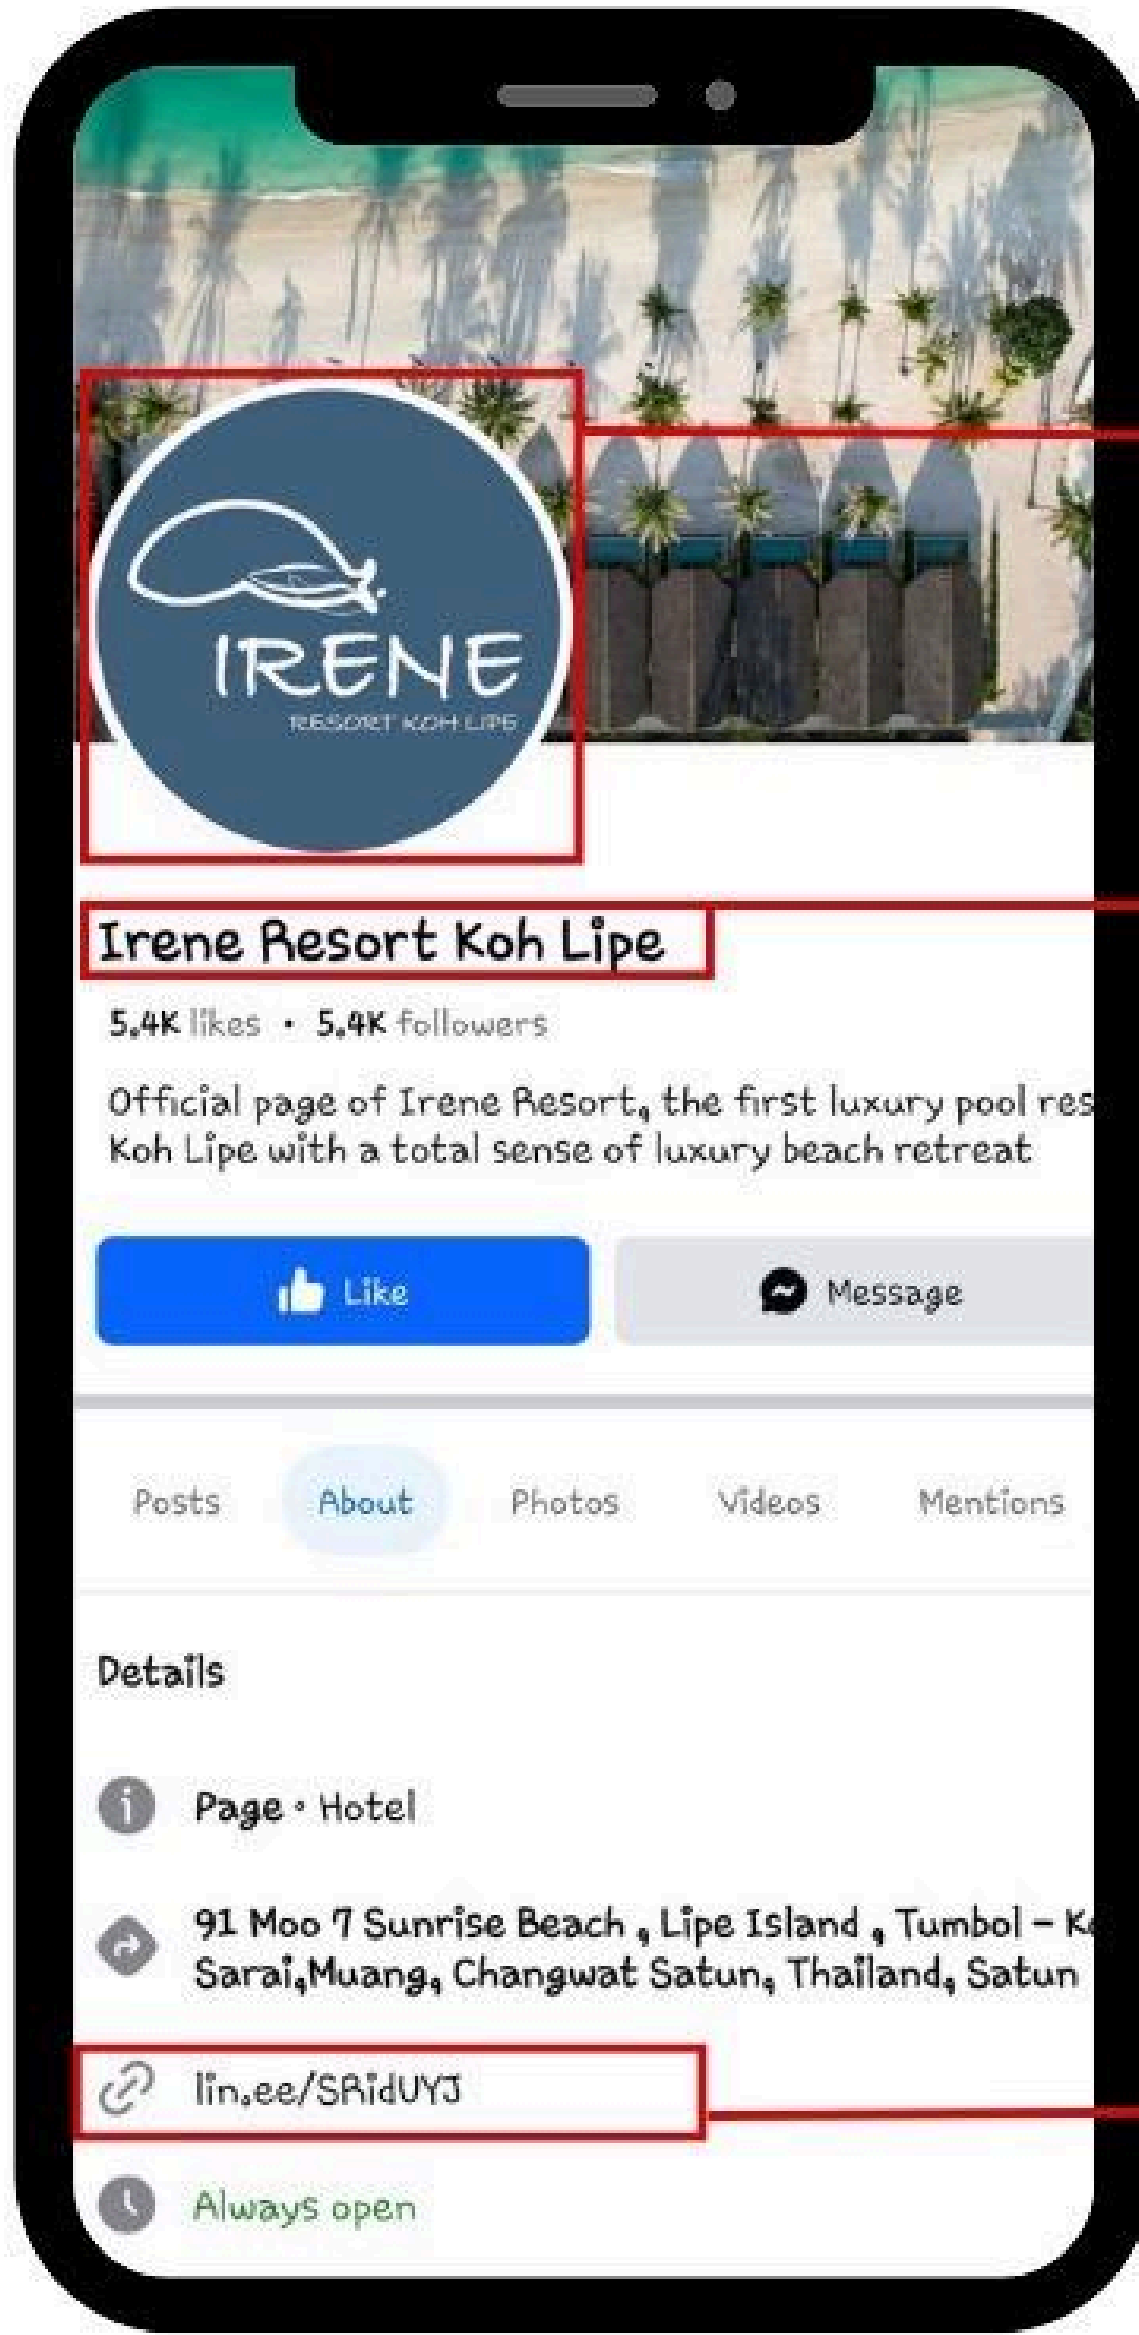 IRENE
RESORT KOH LIPE
Irene Resort Koh Lipe
5.4K likes • 5.4K followers
Official page of Irene Resort, the first luxury pool res
Koh Lipe with a total sense of luxury beach retreat
Like
Message
Posts
About
Photos
Videos
Mentions
Details
Page • Hotel
91 Moo 7 Sunrise Beach , Lipe Island , Tumbol - Ko
Sarai,Muang, Changwat Satun, Thailand, Satun
lin.ee/SRidUYJ
Always open